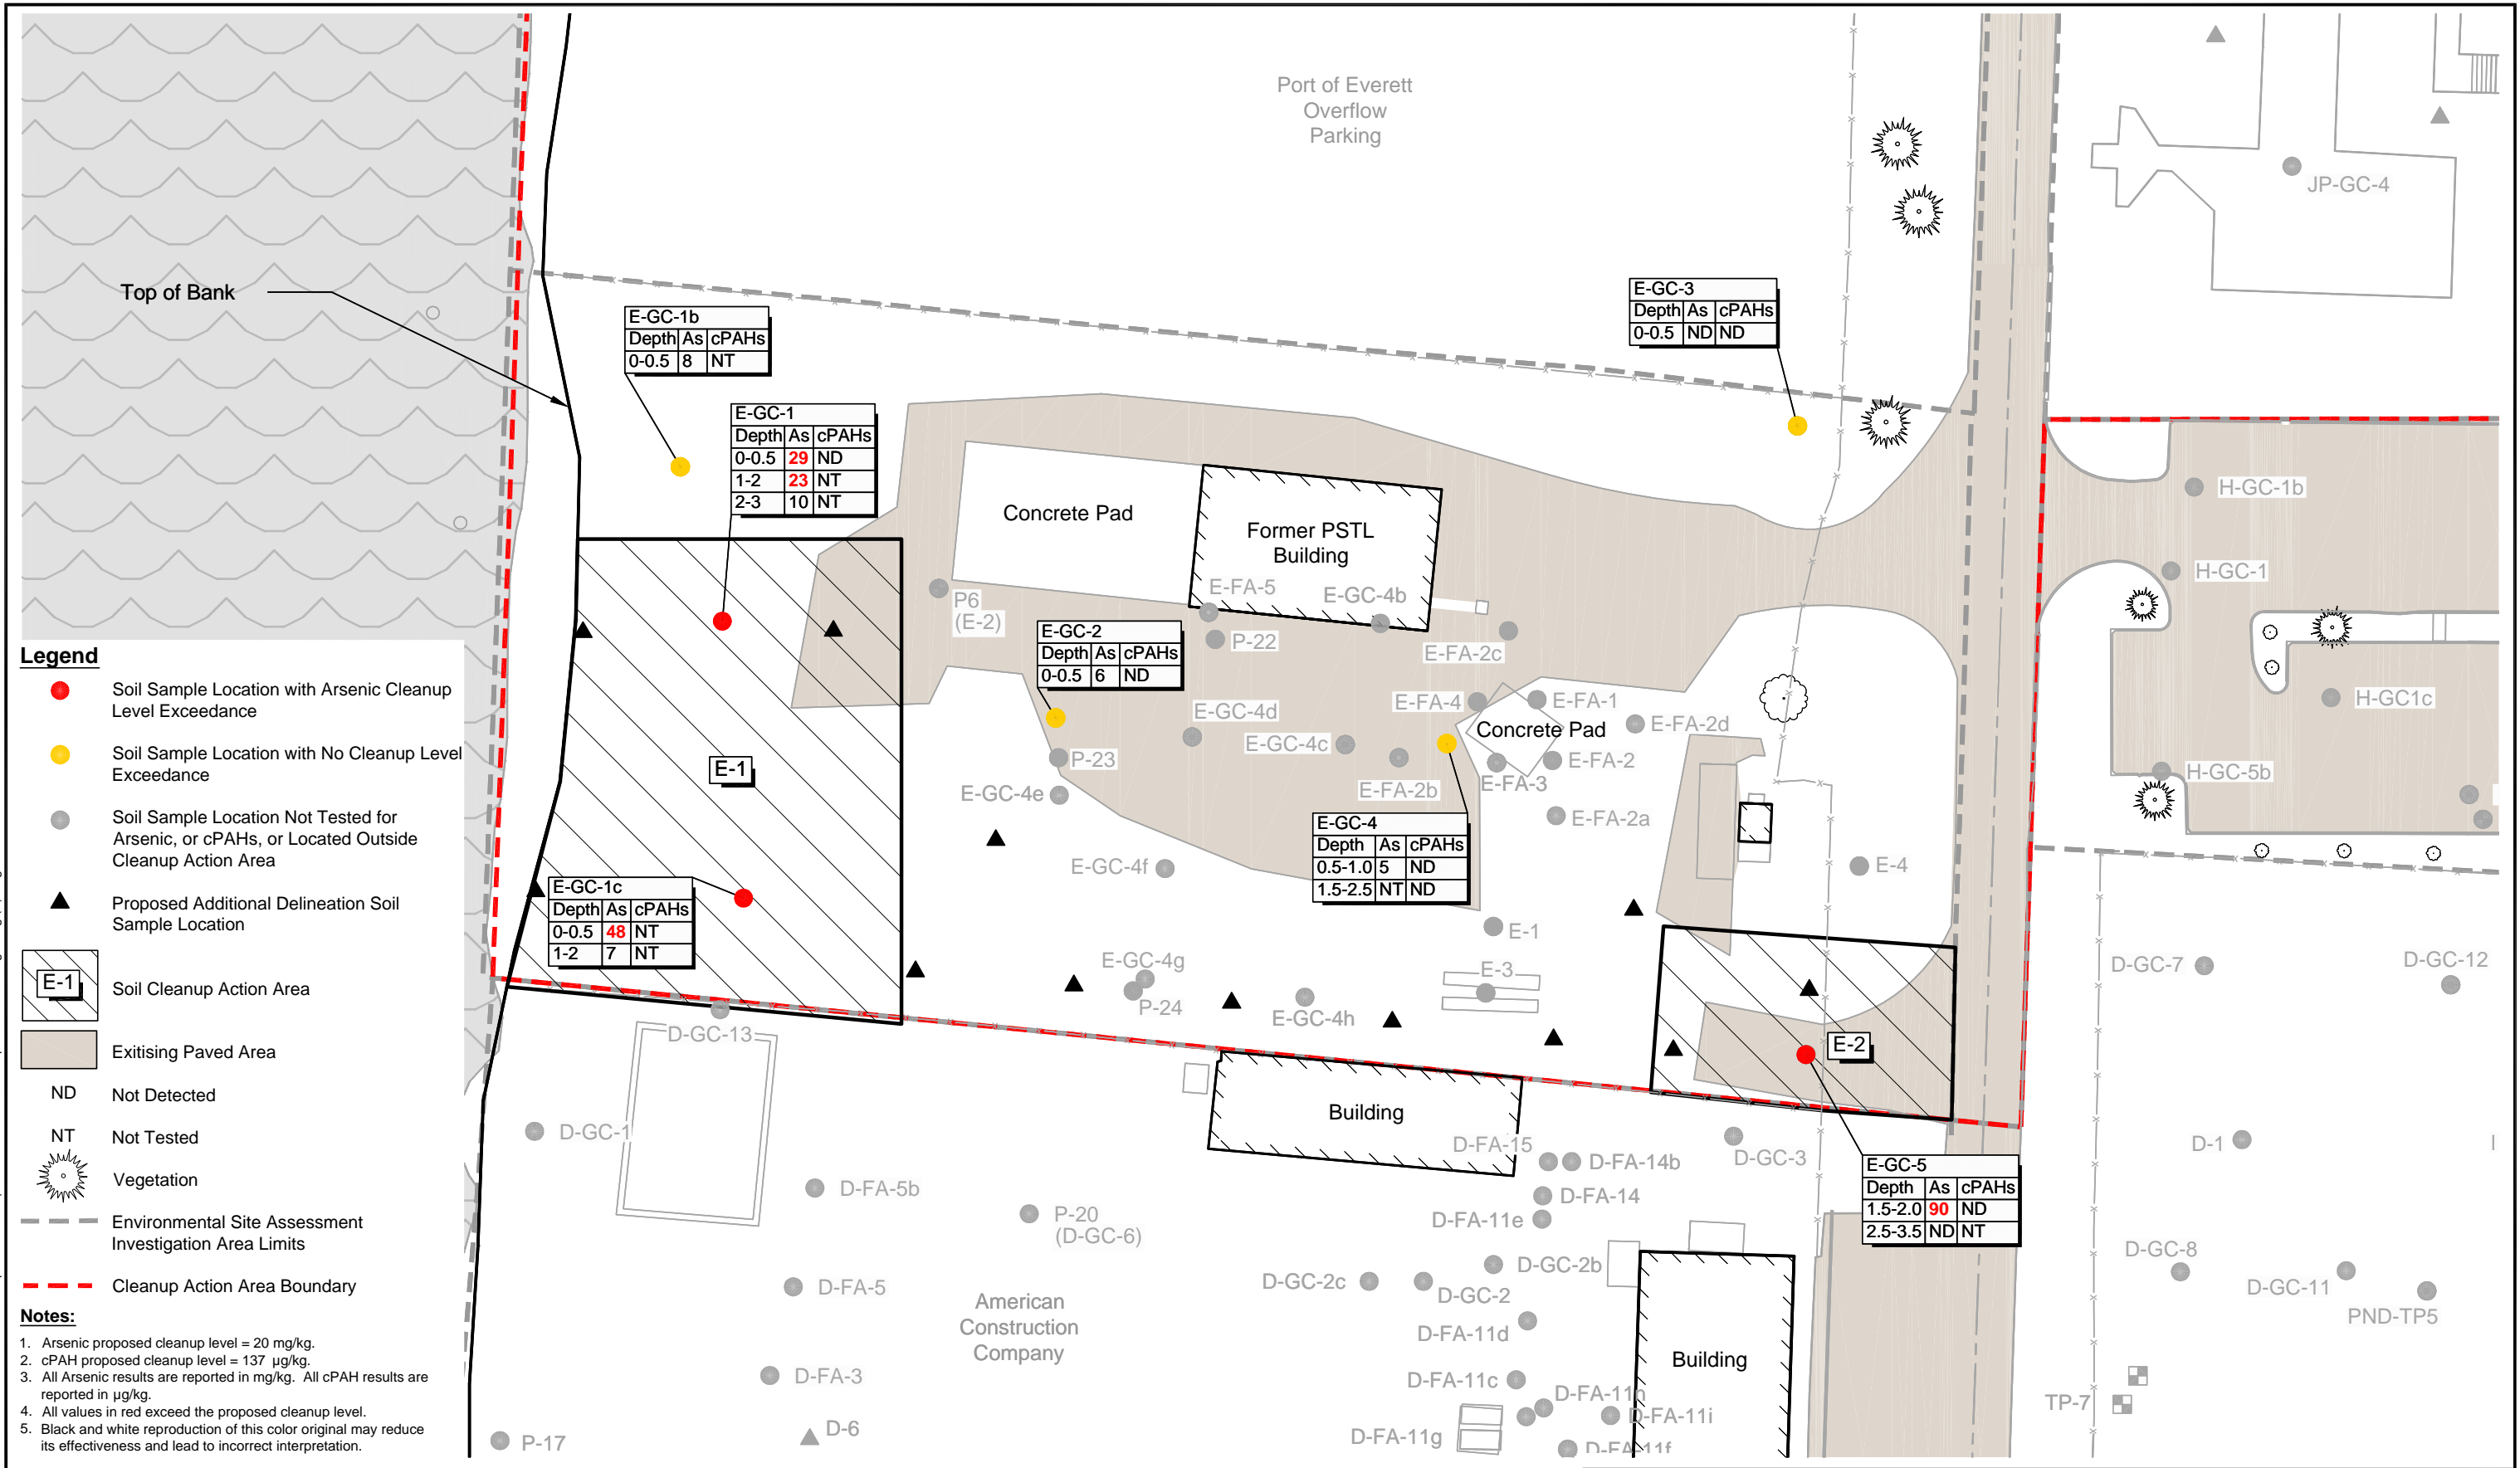 Port of Everett
Overflow
Parking
JP-GC-4
Top of Bank
E-GC-1b
Depth As cPAHs
0-0.5 8 NT
E-GC-3
Depth As cPAHs
0-0.5 ND ND
E-GC-1
Depth As cPAHs
0-0.5 29 ND
1-2 23 NT
2-3 10 NT
Concrete Pad
Former PSTL
Building
H-GC-1b
H-GC-1
P6
(E-2)
E-FA-5
E-GC-4b
P-22
E-FA-2c
E-GC-2
Depth As cPAHs
0-0.5 6 ND
E-GC-4d
E-FA-4
E-FA-1
Concrete Pad
E-FA-2d
H-GC1c
E-GC-4c
P-23
E-FA-2
E-FA-3
E-FA-2b
E-GC-4e
H-GC-5b
E-FA-2a
E-1
E-GC-4
Depth As cPAHs
0.5-1.0 5 ND
1.5-2.5 NT ND
E-GC-4f
E-4
E-GC-1c
Depth As cPAHs
0-0.5 48 NT
1-2 7 NT
E-1
E-GC-4g
P-24
E-3
E-GC-4h
D-GC-7
D-GC-12
D-GC-13
E-2
Building
D-GC-1
D-FA-15
D-FA-14b
D-GC-3
D-1
E-GC-5
Depth As cPAHs
1.5-2.0 90 ND
2.5-3.5 ND NT
D-FA-5b
D-FA-14
P-20
(D-GC-6)
D-FA-11e
D-GC-8
D-GC-2b
D-GC-2c
D-GC-2
D-FA-5
D-GC-11
PND-TP5
American
Construction
Company
D-FA-11d
Building
D-FA-3
D-FA-11c
D-FA-11h
D-FA-11i
TP-7
D-6
D-FA-11g
D-FA-11f
P-17
Legend
Soil Sample Location with Arsenic Cleanup
Level Exceedance
Soil Sample Location with No Cleanup Level
Exceedance
Soil Sample Location Not Tested for
Arsenic, or cPAHs, or Located Outside
Cleanup Action Area
Proposed Additional Delineation Soil
Sample Location
E-1
Soil Cleanup Action Area
Exitising Paved Area
ND Not Detected
NT Not Tested
Vegetation
Environmental Site Assessment
Investigation Area Limits
Cleanup Action Area Boundary
Notes:
1. Arsenic proposed cleanup level = 20 mg/kg.
2. cPAH proposed cleanup level = 137 µg/kg.
3. All Arsenic results are reported in mg/kg. All cPAH results are
reported in µg/kg.
4. All values in red exceed the proposed cleanup level.
5. Black and white reproduction of this color original may reduce
its effectiveness and lead to incorrect interpretation.